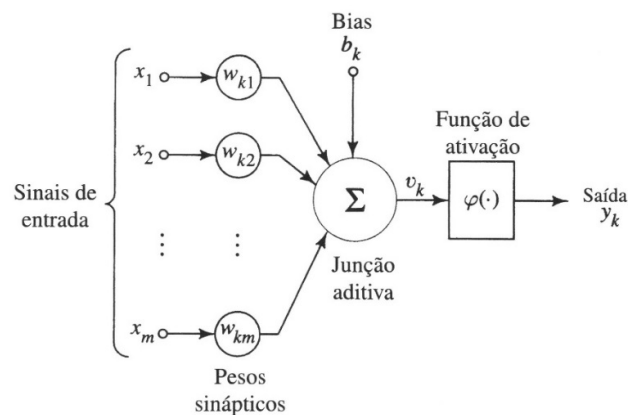 Bias
b_k
x_1
w_k1
Função de
ativação
x_2
w_k2
Sinais de
entrada
Σ
v_k
φ(·)
Saída
y_k
Junção
aditiva
x_m
w_km
Pesos
sinápticos